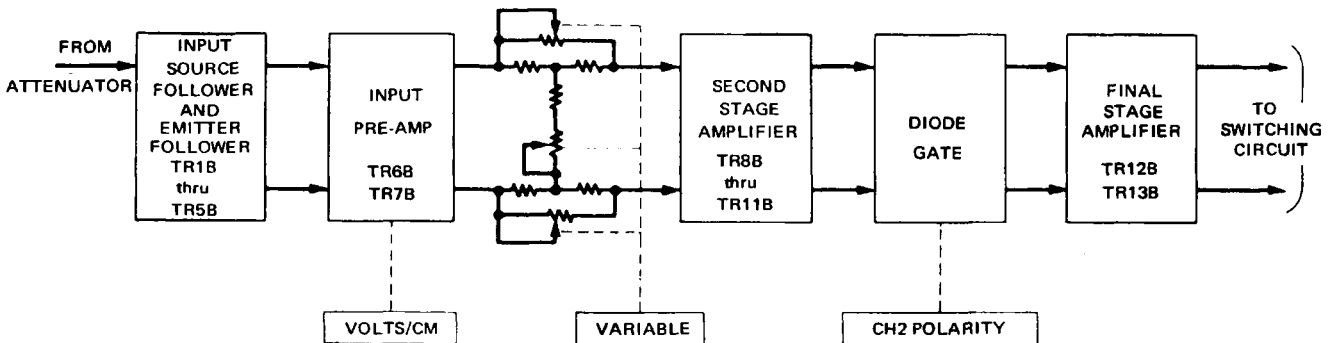 FROM
ATTENUATOR
INPUT
SOURCE
FOLLOWER
AND
EMITTER
FOLLOWER
TR1B
thru
TR5B
INPUT
PRE-AMP
TR6B
TR7B
SECOND
STAGE
AMPLIFIER
TR8B
thru
TR11B
DIODE
GATE
FINAL
STAGE
AMPLIFIER
TR12B
TR13B
TO
SWITCHING
CIRCUIT
VOLTS/CM
VARIABLE
CH2 POLARITY